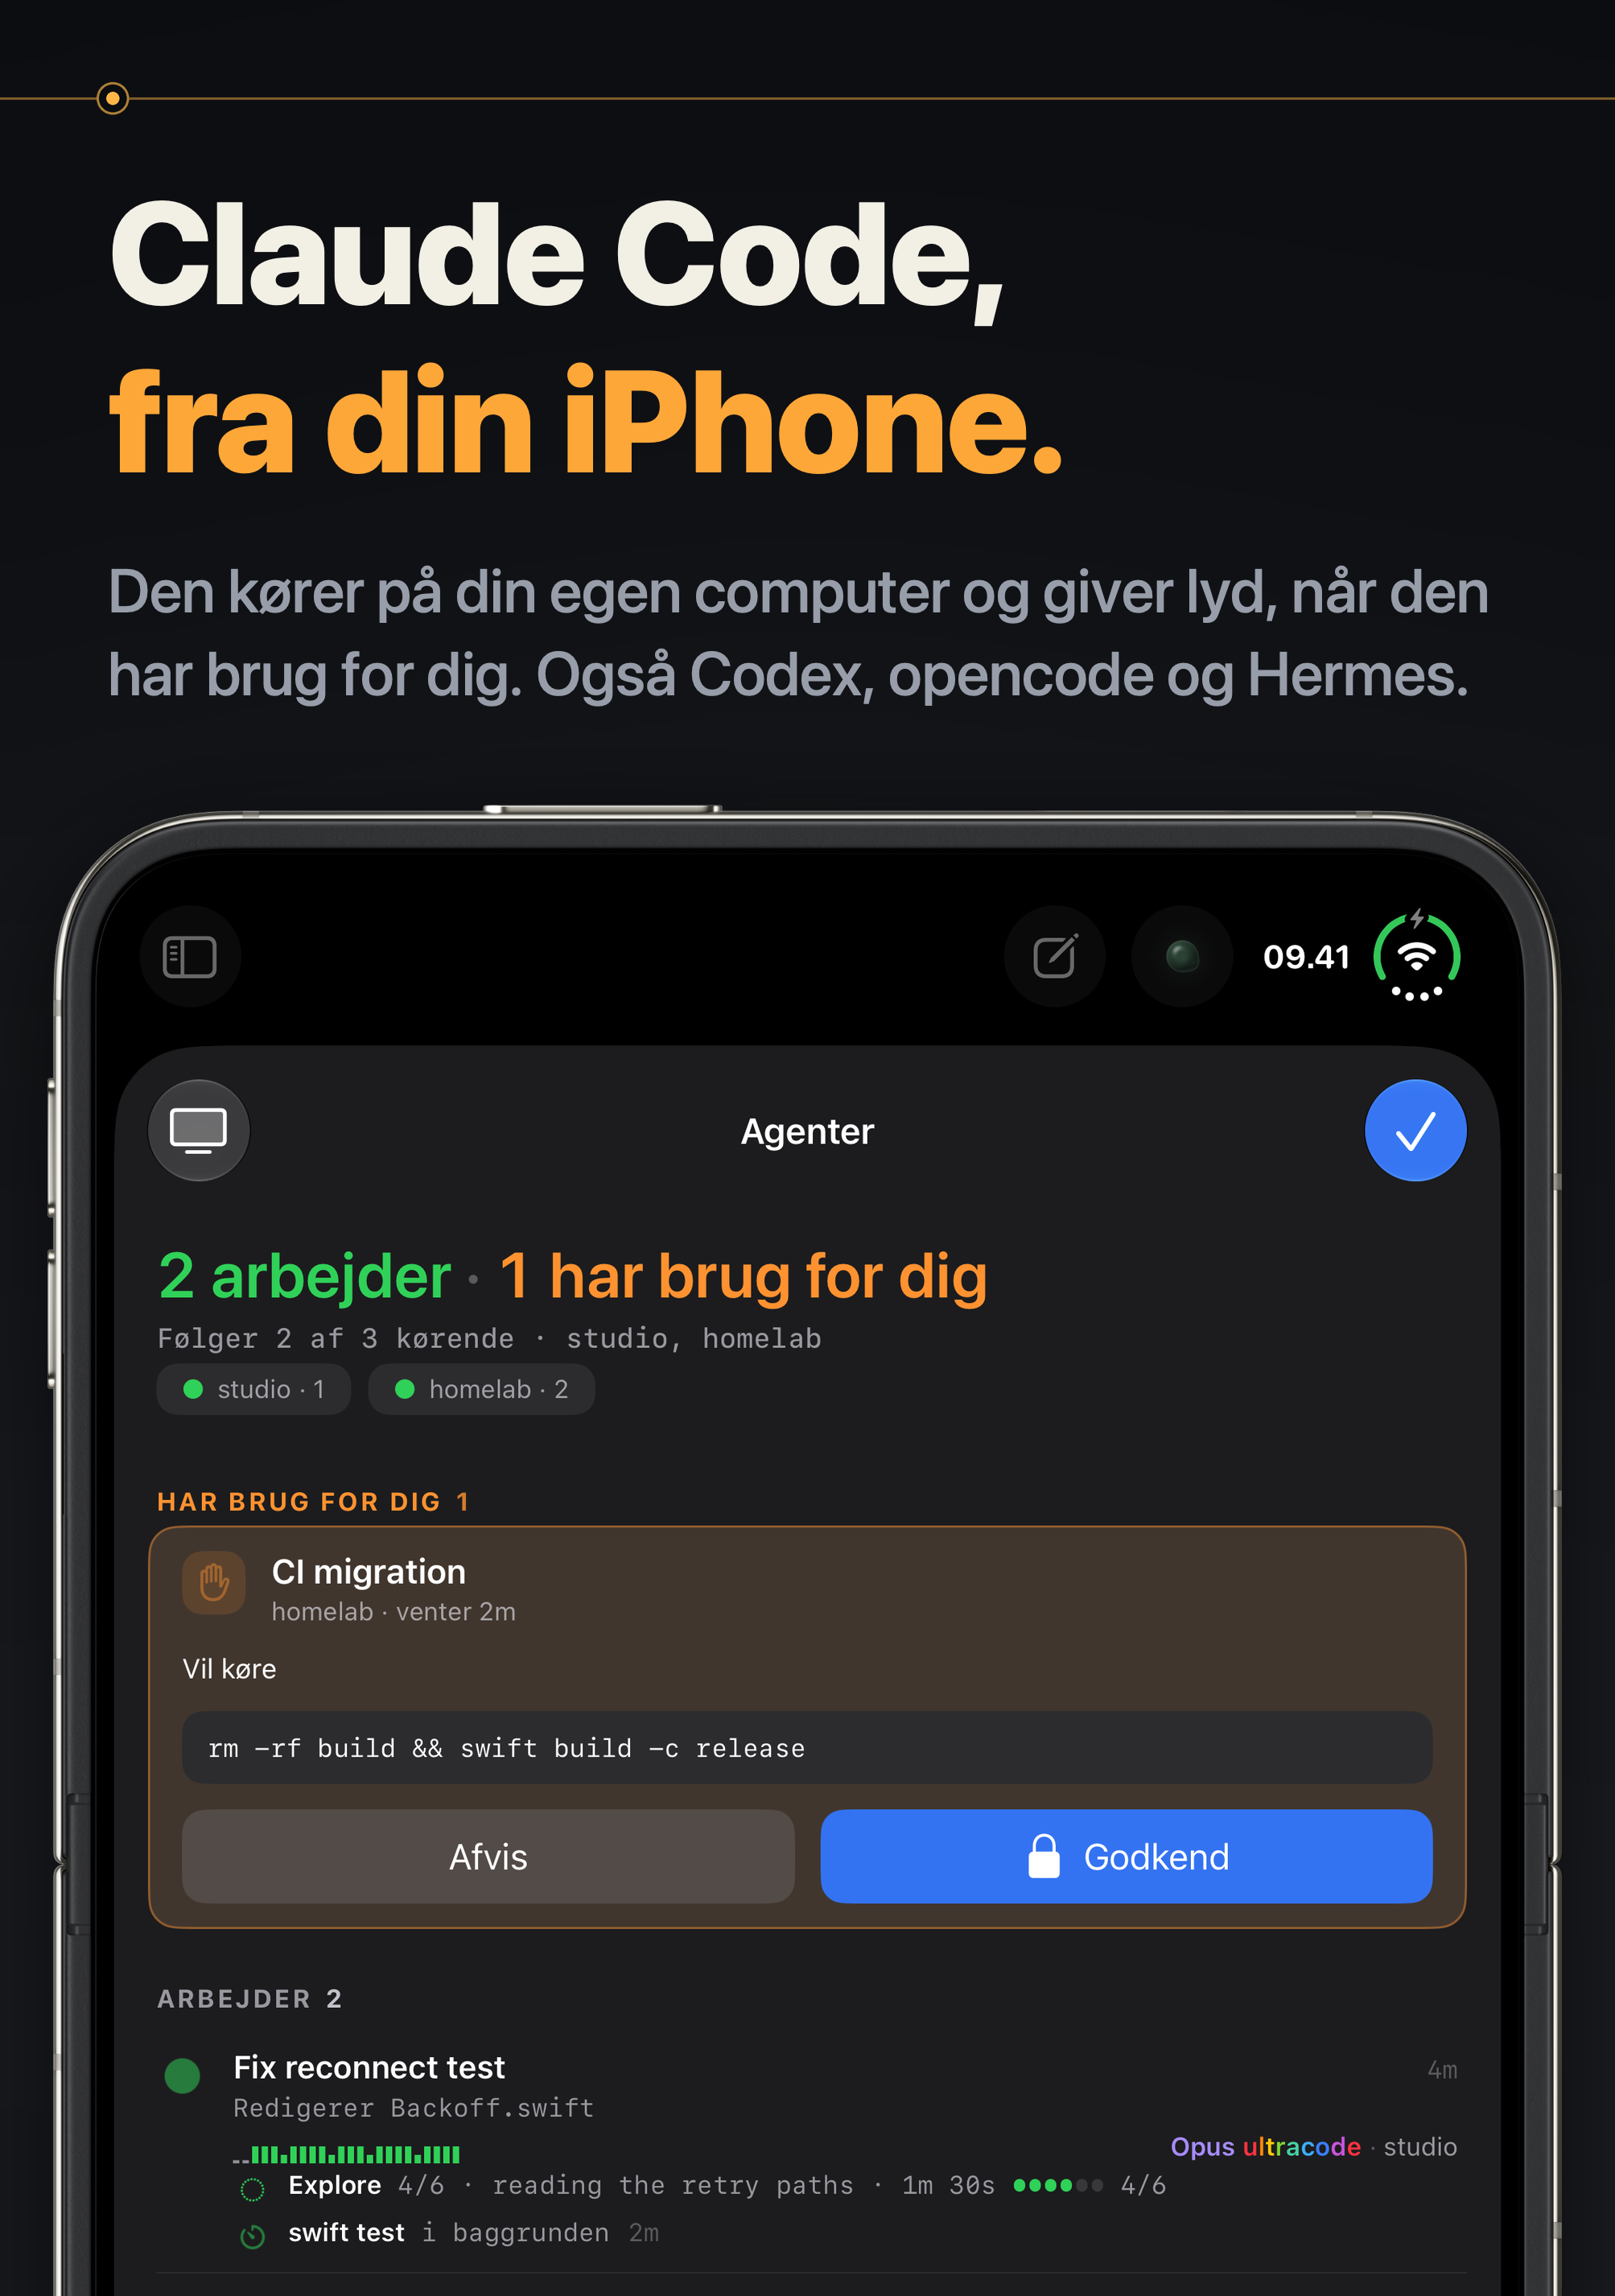 Claude Code,
fra din iPhone.
Den kører på din egen computer og giver lyd, når den
har brug for dig. Også Codex, opencode og Hermes.
09.41
Agenter
2 arbejder · 1 har brug for dig
Følger 2 af 3 kørende · studio, homelab
studio · 1
homelab · 2
HAR BRUG FOR DIG 1
CI migration
homelab · venter 2m
Vil køre
rm –rf build && swift build –c release
Afvis
Godkend
ARBEJDER 2
Fix reconnect test
4m
Redigerer Backoff.swift
Opus ultracode · studio
Explore 4/6 · reading the retry paths · 1m 30s 4/6
swift test i baggrunden 2m